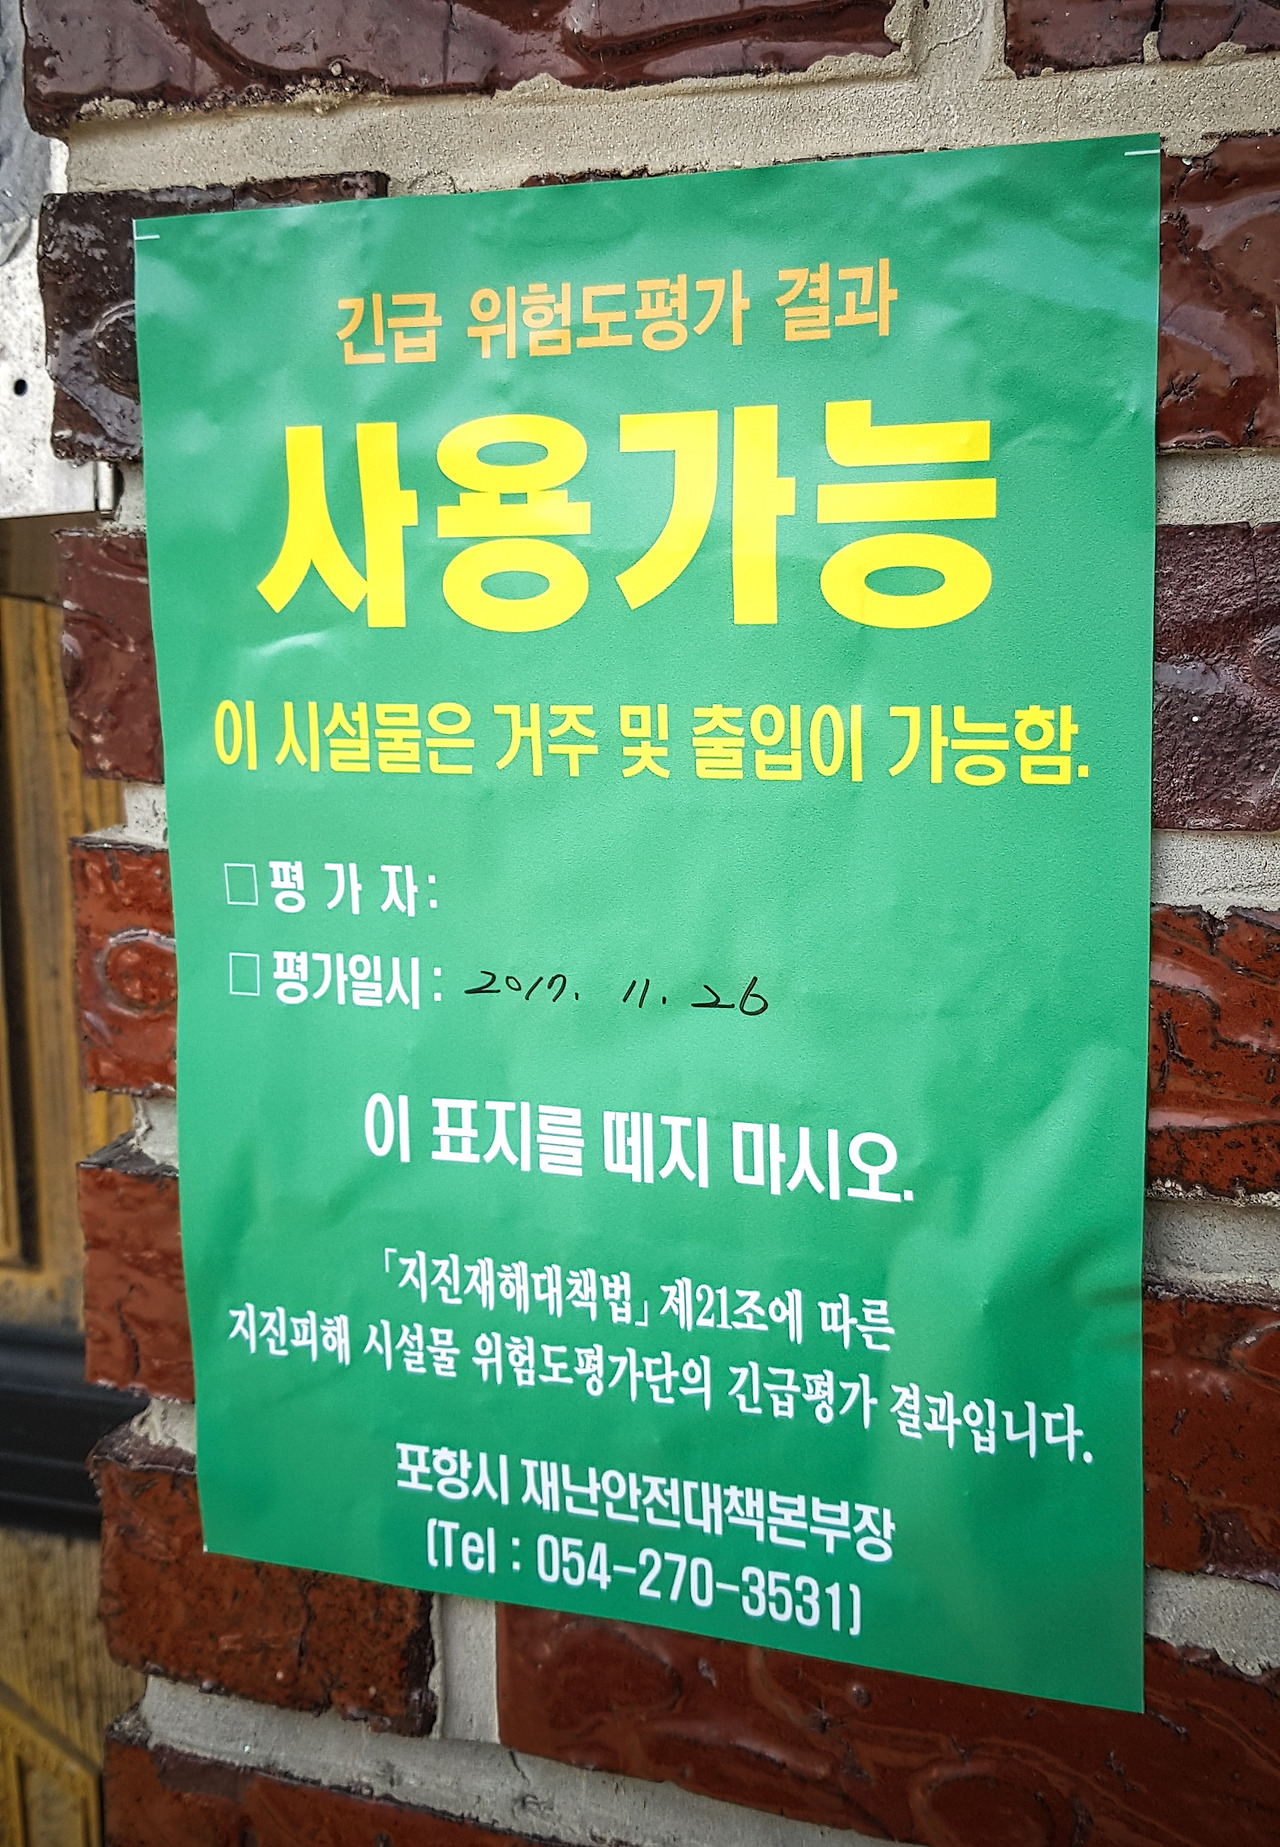 긴급 위험도평가 결과
사용가능
이 시설물은 거주 및 출입이 가능함.
□ 평 가 자 :
□ 평가일시 : 2017. 11. 26
이 표지를 떼지 마시오.
「지진재해대책법」 제21조에 따른
지진피해 시설물 위험도평가단의 긴급평가 결과입니다.
포항시 재난안전대책본부장
(Tel : 054-270-3531)